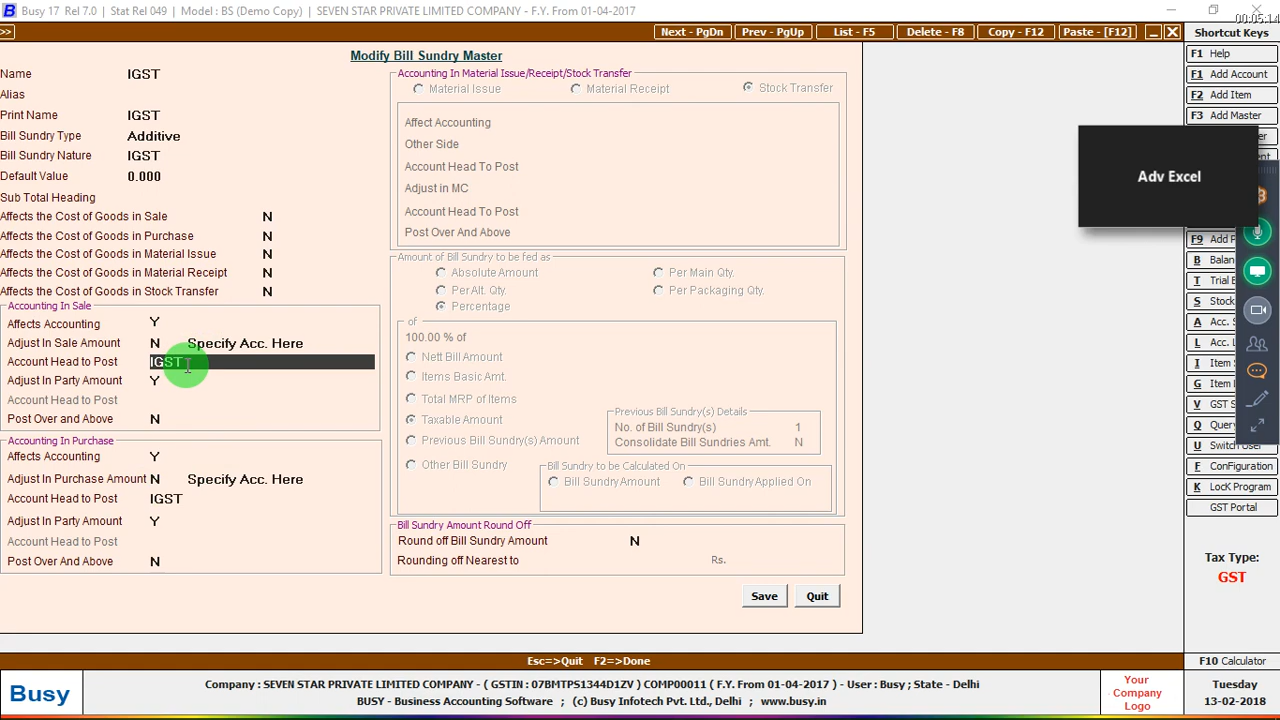 Busy 17 Rel 7.0 | Stat Rel 049 | Model : BS (Demo Copy) | SEVEN STAR PRIVATE LIMITED COMPANY - F.Y. From 01-04-2017
00:05:14
>> Next - PgDn Prev - PgUp List - F5 Delete - F8 Copy - F12 Paste - [F12] Shortcut Keys
Modify Bill Sundry Master
Name IGST
Alias
Print Name IGST
Bill Sundry Type Additive
Bill Sundry Nature IGST
Default Value 0.000
Sub Total Heading
Affects the Cost of Goods in Sale N
Affects the Cost of Goods in Purchase N
Affects the Cost of Goods in Material Issue N
Affects the Cost of Goods in Material Receipt N
Affects the Cost of Goods in Stock Transfer N
Accounting In Sale
Affects Accounting Y
Adjust In Sale Amount N Specify Acc. Here
Account Head to Post IGST
Adjust In Party Amount Y
Account Head to Post
Post Over and Above N
Accounting In Purchase
Affects Accounting Y
Adjust In Purchase Amount N Specify Acc. Here
Account Head to Post IGST
Adjust In Party Amount Y
Account Head to Post
Post Over And Above N
Accounting In Material Issue/Receipt/Stock Transfer
Material Issue Material Receipt Stock Transfer
Affect Accounting
Other Side
Account Head To Post
Adjust in MC
Account Head To Post
Post Over And Above
Amount of Bill Sundry to be fed as
Absolute Amount Per Main Qty.
Per Alt. Qty. Per Packaging Qty.
Percentage
of
100.00 % of
Nett Bill Amount
Items Basic Amt.
Total MRP of Items
Taxable Amount
Previous Bill Sundry(s) Amount
Other Bill Sundry
Previous Bill Sundry(s) Details
No. of Bill Sundry(s) 1
Consolidate Bill Sundries Amt. N
Bill Sundry to be Calculated On
Bill Sundry Amount Bill Sundry Applied On
Bill Sundry Amount Round Off
Round off Bill Sundry Amount N
Rounding off Nearest to Rs.
Save Quit
F1 Help
F1 Add Account
F2 Add Item
F3 Add Master
Adv Excel
F9 Add
B Balan
T Trial
S Stock
A Acc. S
L Acc. L
I Item
G Item
V GST S
Q Query
U Switch User
F Configuration
K LocK Program
GST Portal
Tax Type:
GST
Esc=>Quit F2=>Done
F10 Calculator
Busy
Company : SEVEN STAR PRIVATE LIMITED COMPANY - ( GSTIN : 07BMTPS1344D1ZV ) COMP00011 ( F.Y. From 01-04-2017 ) - User : Busy ; State - Delhi
BUSY - Business Accounting Software ; (c) Busy Infotech Pvt. Ltd., Delhi ; www.busy.in
Your
Company
Logo
Tuesday
13-02-2018